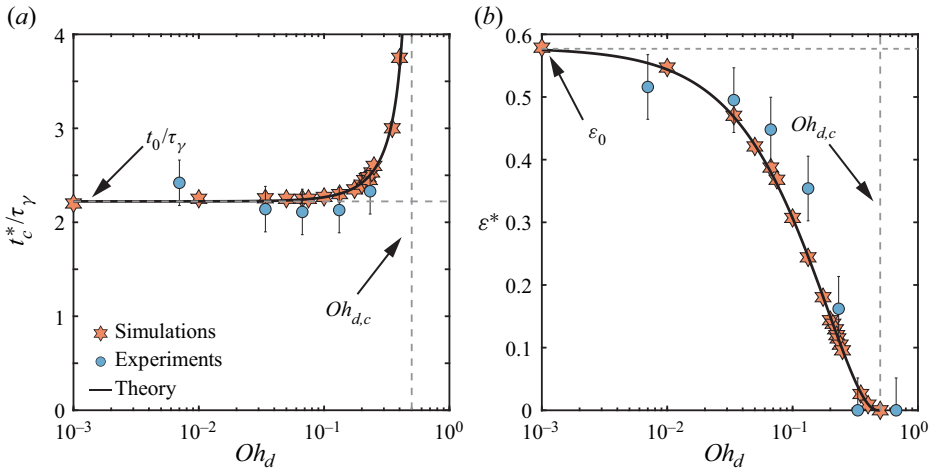 (a)
4
3
2
1
0
t_c^*/τ_γ
t_0/τ_γ
Oh_{d,c}
Simulations
Experiments
Theory
10^{−3} 10^{−2} 10^{−1} 10^0
Oh_d
(b)
0.6
0.5
0.4
0.3
0.2
0.1
0
ε*
ε_0
Oh_{d,c}
10^{−3} 10^{−2} 10^{−1} 10^0
Oh_d